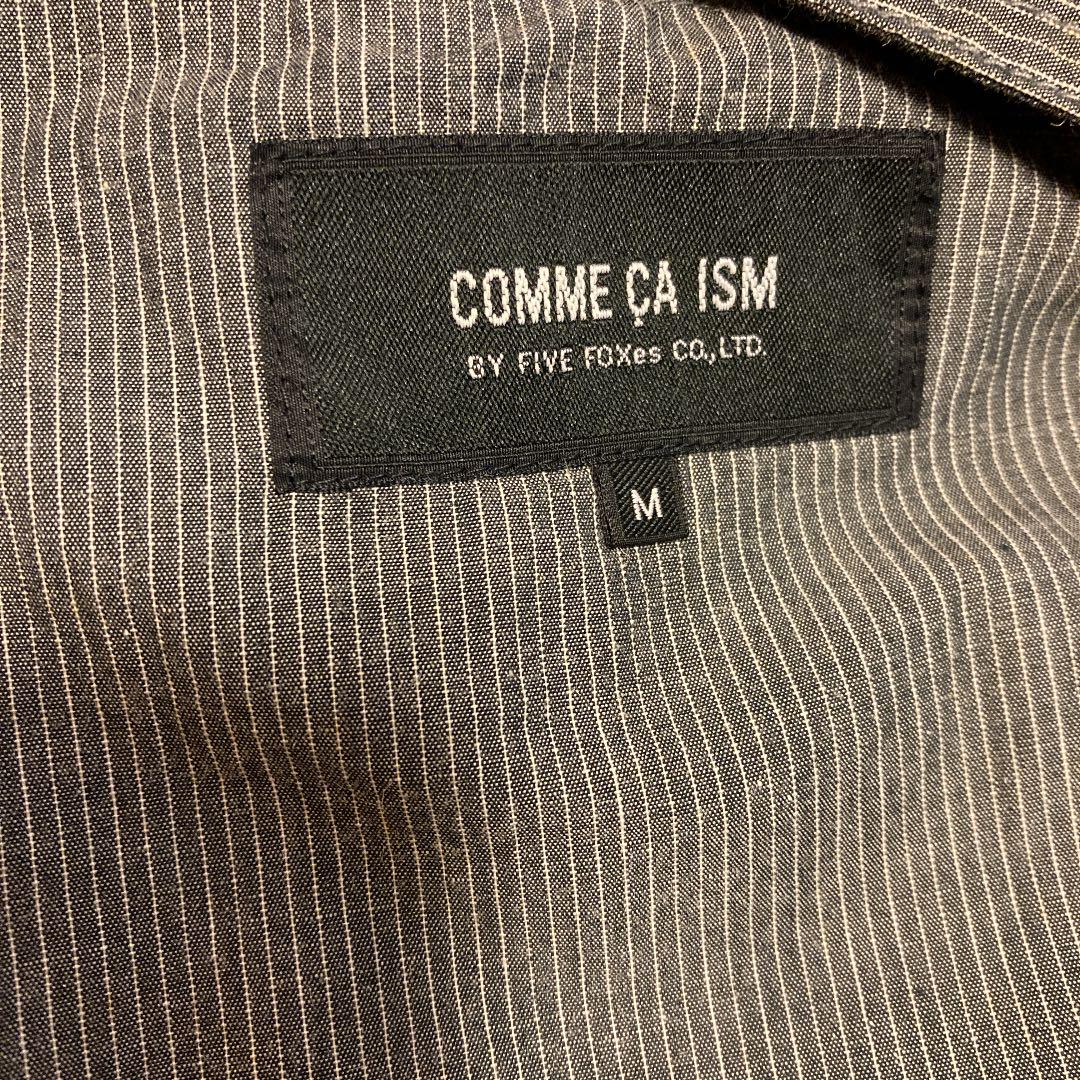 COMME ÇA ISM
BY FIVE FOXes CO.,LTD.
M